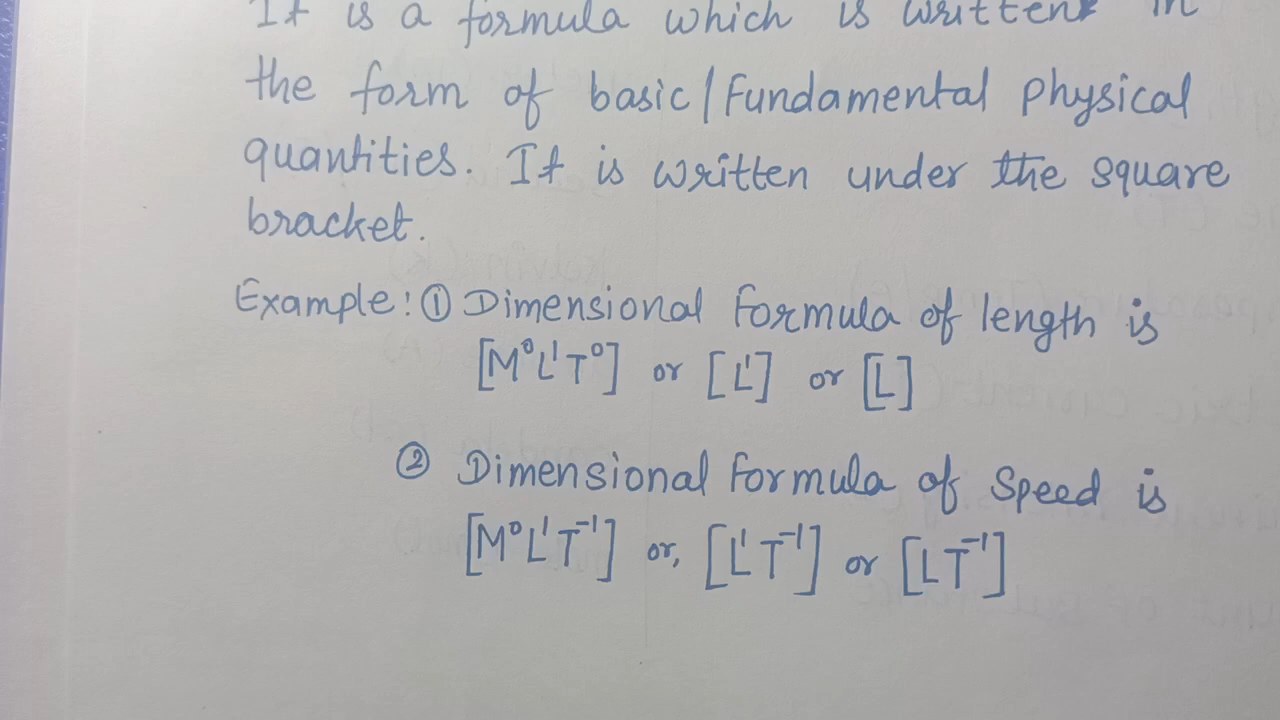 It is a formula which is written in
the form of basic/Fundamental physical
quantities. It is written under the square
bracket.
Example: ① Dimensional formula of length is
[M⁰L¹T⁰] or [L¹] or [L]
② Dimensional formula of speed is
[M⁰L¹T⁻¹] or, [L¹T⁻¹] or [LT⁻¹]